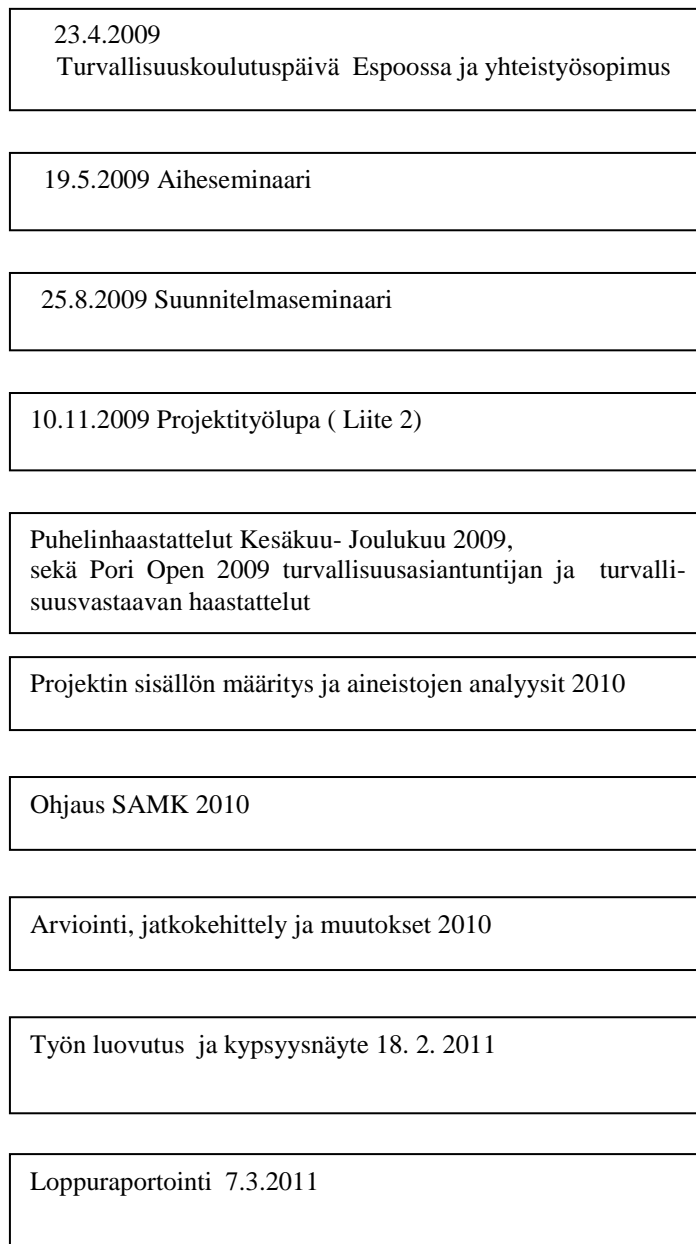 23.4.2009
Turvallisuuskoulutuspäivä Espoossa ja yhteistyösopimus
19.5.2009 Aiheseminaari
25.8.2009 Suunnitelmaseminaari
10.11.2009 Projektityölupa ( Liite 2)
Puhelinhaastattelut Kesäkuu- Joulukuu 2009,
sekä Pori Open 2009 turvallisuusasiantuntijan ja turvalli-
suusvastaavan haastattelut
Projektin sisällön määritys ja aineistojen analyysit 2010
Ohjaus SAMK 2010
Arviointi, jatkokehittely ja muutokset 2010
Työn luovutus ja kypsyysnäyte 18. 2. 2011
Loppuraportointi 7.3.2011